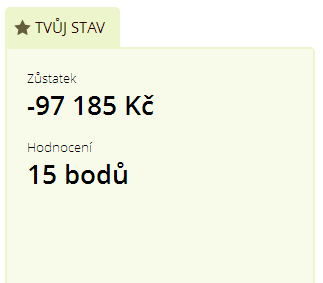 TVŮJ STAV
Zůstatek
-97 185 Kč
Hodnocení
15 bodů